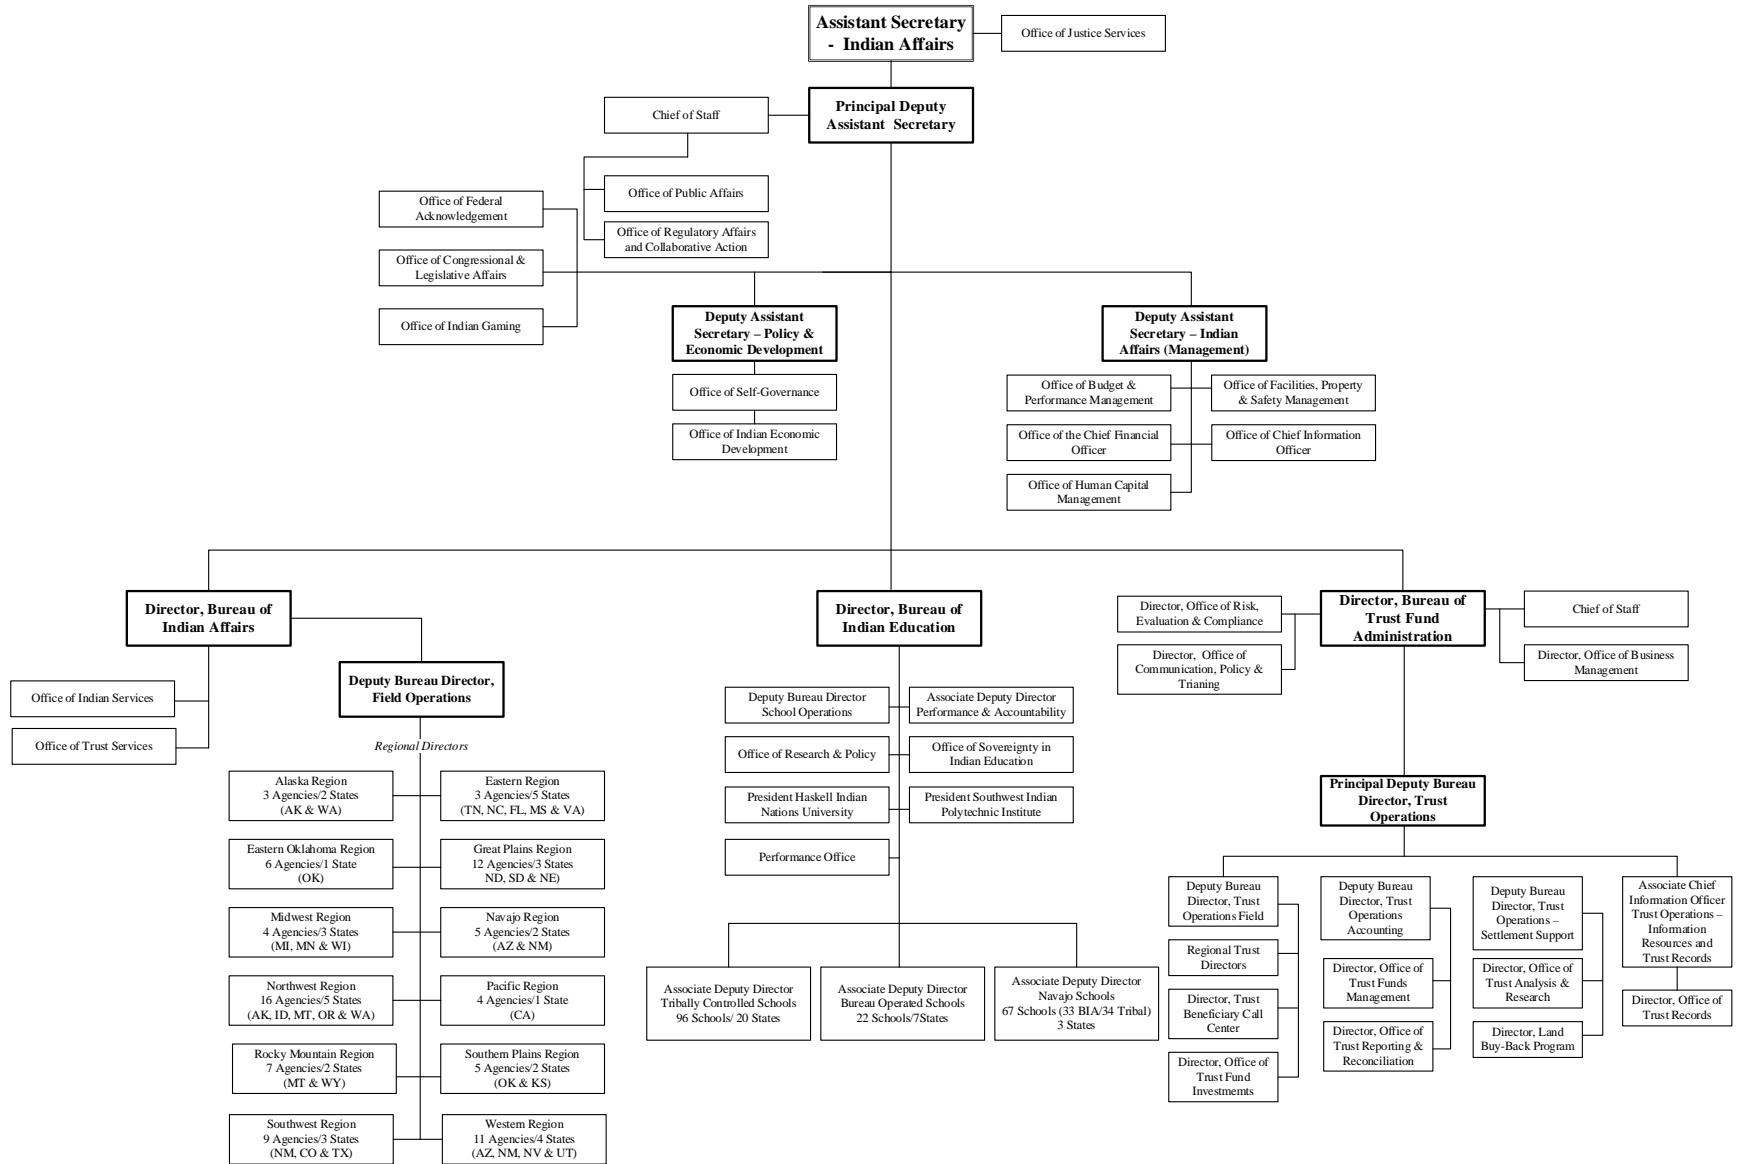 Assistant Secretary
- Indian Affairs
Office of Justice Services
Principal Deputy
Assistant Secretary
Chief of Staff
Office of Public Affairs
Office of Regulatory Affairs
and Collaborative Action
Office of Federal
Acknowledgement
Office of Congressional &
Legislative Affairs
Office of Indian Gaming
Deputy Assistant
Secretary – Policy &
Economic Development
Office of Self-Governance
Office of Indian Economic
Development
Deputy Assistant
Secretary – Indian
Affairs (Management)
Office of Budget &
Performance Management
Office of Facilities, Property
& Safety Management
Office of the Chief Financial
Officer
Office of Chief Information
Officer
Office of Human Capital
Management
Director, Bureau of
Indian Affairs
Office of Indian Services
Office of Trust Services
Deputy Bureau Director,
Field Operations
Regional Directors
Alaska Region
3 Agencies/2 States
(AK & WA)
Eastern Region
3 Agencies/5 States
(TN, NC, FL, MS & VA)
Eastern Oklahoma Region
6 Agencies/1 State
(OK)
Great Plains Region
12 Agencies/3 States
ND, SD & NE)
Midwest Region
4 Agencies/3 States
(MI, MN & WI)
Navajo Region
5 Agencies/2 States
(AZ & NM)
Northwest Region
16 Agencies/5 States
(AK, ID, MT, OR & WA)
Pacific Region
4 Agencies/1 State
(CA)
Rocky Mountain Region
7 Agencies/2 States
(MT & WY)
Southern Plains Region
5 Agencies/2 States
(OK & KS)
Southwest Region
9 Agencies/3 States
(NM, CO & TX)
Western Region
11 Agencies/4 States
(AZ, NM, NV & UT)
Director, Bureau of
Indian Education
Deputy Bureau Director
School Operations
Associate Deputy Director
Performance & Accountability
Office of Research & Policy
Office of Sovereignty in
Indian Education
President Haskell Indian
Nations University
President Southwest Indian
Polytechnic Institute
Performance Office
Associate Deputy Director
Tribally Controlled Schools
96 Schools/ 20 States
Associate Deputy Director
Bureau Operated Schools
22 Schools/7States
Associate Deputy Director
Navajo Schools
67 Schools (33 BIA/34 Tribal)
3 States
Director, Bureau of
Trust Fund
Administration
Director, Office of Risk,
Evaluation & Compliance
Director, Office of
Communication, Policy &
Trianing
Chief of Staff
Director, Office of Business
Management
Principal Deputy Bureau
Director, Trust
Operations
Deputy Bureau
Director, Trust
Operations Field
Regional Trust
Directors
Director, Trust
Beneficiary Call
Center
Director, Office of
Trust Fund
Investmemts
Deputy Bureau
Director, Trust
Operations
Accounting
Director, Office of
Trust Funds
Management
Director, Office of
Trust Reporting &
Reconciliation
Deputy Bureau
Director, Trust
Operations –
Settlement Support
Director, Office of
Trust Analysis &
Research
Director, Land
Buy-Back Program
Associate Chief
Information Officer
Trust Operations –
Information
Resources and
Trust Records
Director, Office of
Trust Records